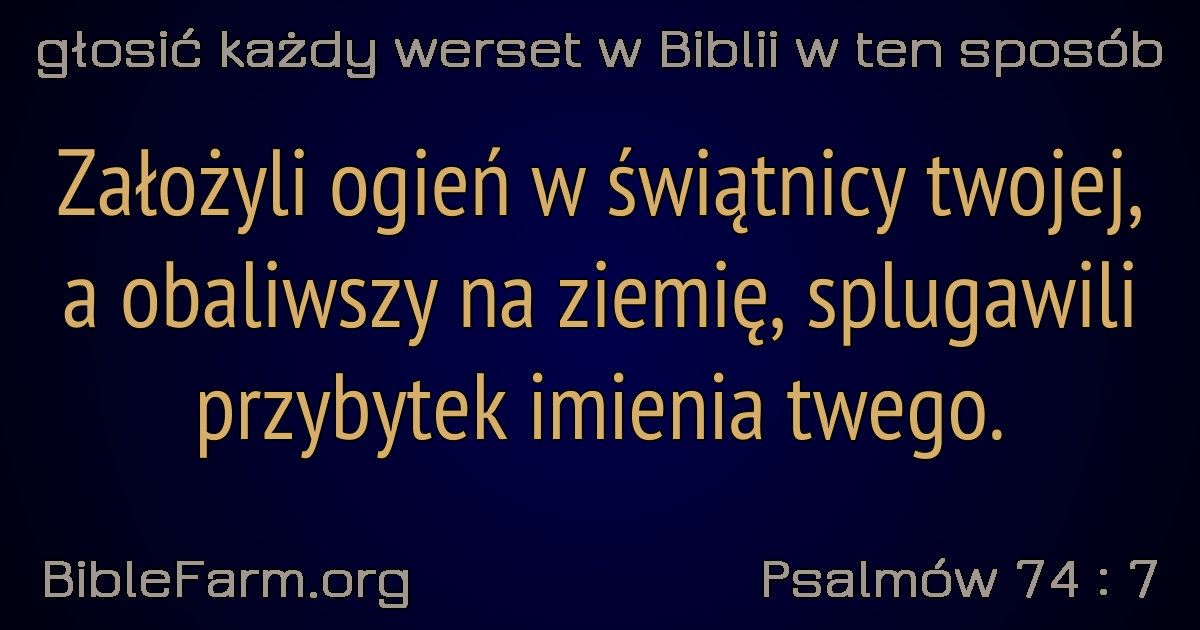 głosić każdy werset w Biblii w ten sposób
Założyli ogień w świątnicy twojej,
a obaliwszy na ziemię, splugawili
przybytek imienia twego.
BibleFarm.org
Psalmów 74 : 7